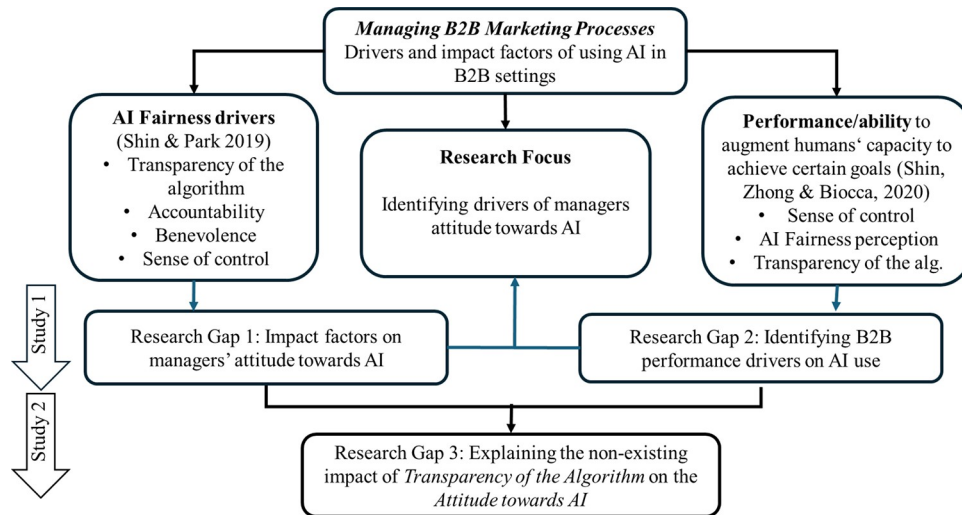 Managing B2B Marketing Processes
Drivers and impact factors of using AI in
B2B settings
AI Fairness drivers
(Shin & Park 2019)
• Transparency of the
algorithm
• Accountability
• Benevolence
• Sense of control
Research Focus
Identifying drivers of managers
attitude towards AI
Performance/ability to
augment humans‘ capacity to
achieve certain goals (Shin,
Zhong & Biocca, 2020)
• Sense of control
• AI Fairness perception
• Transparency of the alg.
Study 1
Research Gap 1: Impact factors on
managers’ attitude towards AI
Research Gap 2: Identifying B2B
performance drivers on AI use
Study 2
Research Gap 3: Explaining the non-existing
impact of Transparency of the Algorithm on the
Attitude towards AI